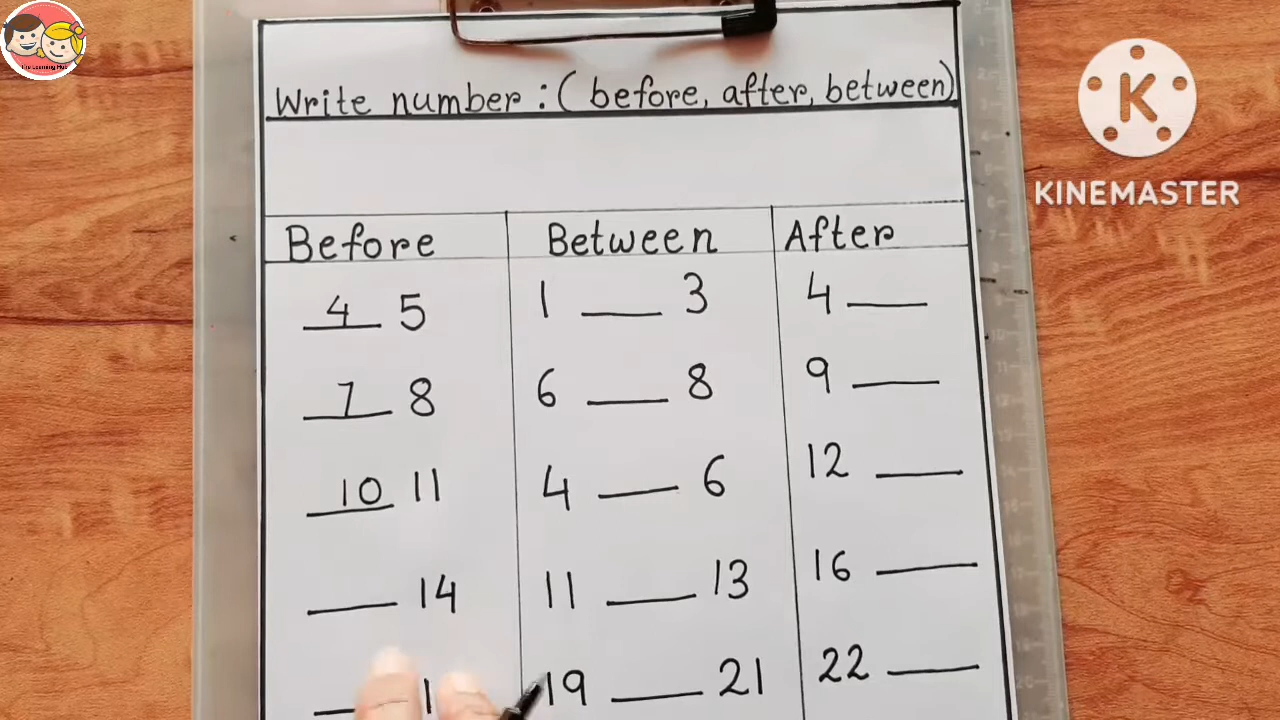 Write number : ( before, after, between)
Before Between After
4 5 1 ___ 3 4 ___
7 8 6 ___ 8 9 ___
10 11 4 ___ 6 12 ___
___ 14 11 ___ 13 16 ___
___ 1 19 ___ 21 22 ___
K
KINEMASTER